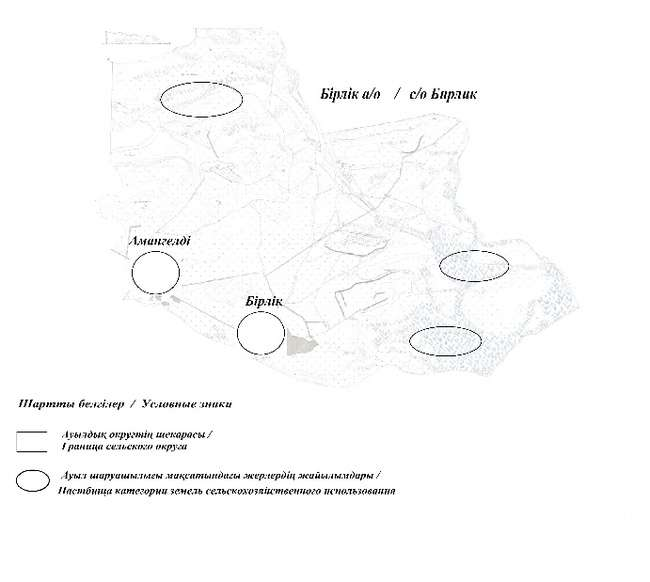 Бірлік а/о / с/о Бирлик
Амангелді
Бірлік
Шартты белгілер / Условные знаки
Ауылдық округтің шекарасы /
Граница сельского округа
Ауыл шаруашылығы мақсатындағы жерлердің жайылымдары /
Пастбища категории земель сельскохозяйственного использования